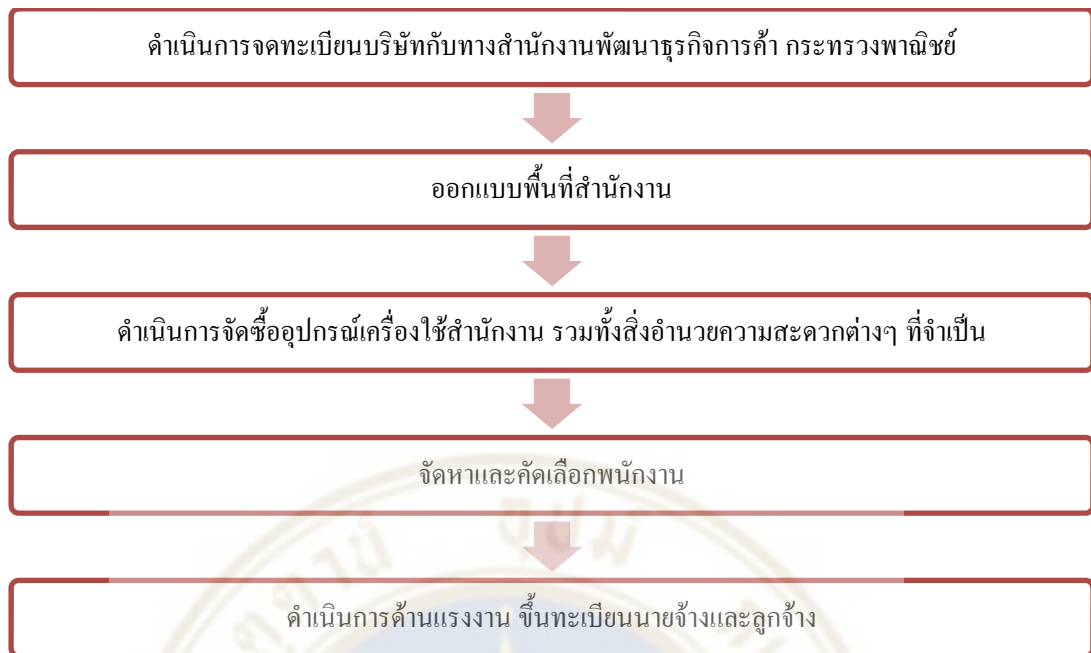 ดำเนินการจดทะเบียนบริษัทกับทางสำนักงานพัฒนาธุรกิจการค้า กระทรวงพาณิชย์
ออกแบบพื้นที่สำนักงาน
ดำเนินการจัดซื้ออุปกรณ์เครื่องใช้สำนักงาน รวมทั้งสิ่งอำนวยความสะดวกต่างๆ ที่จำเป็น
จัดหาและคัดเลือกพนักงาน
ดำเนินการด้านแรงงาน ขึ้นทะเบียนนายจ้างและลูกจ้าง